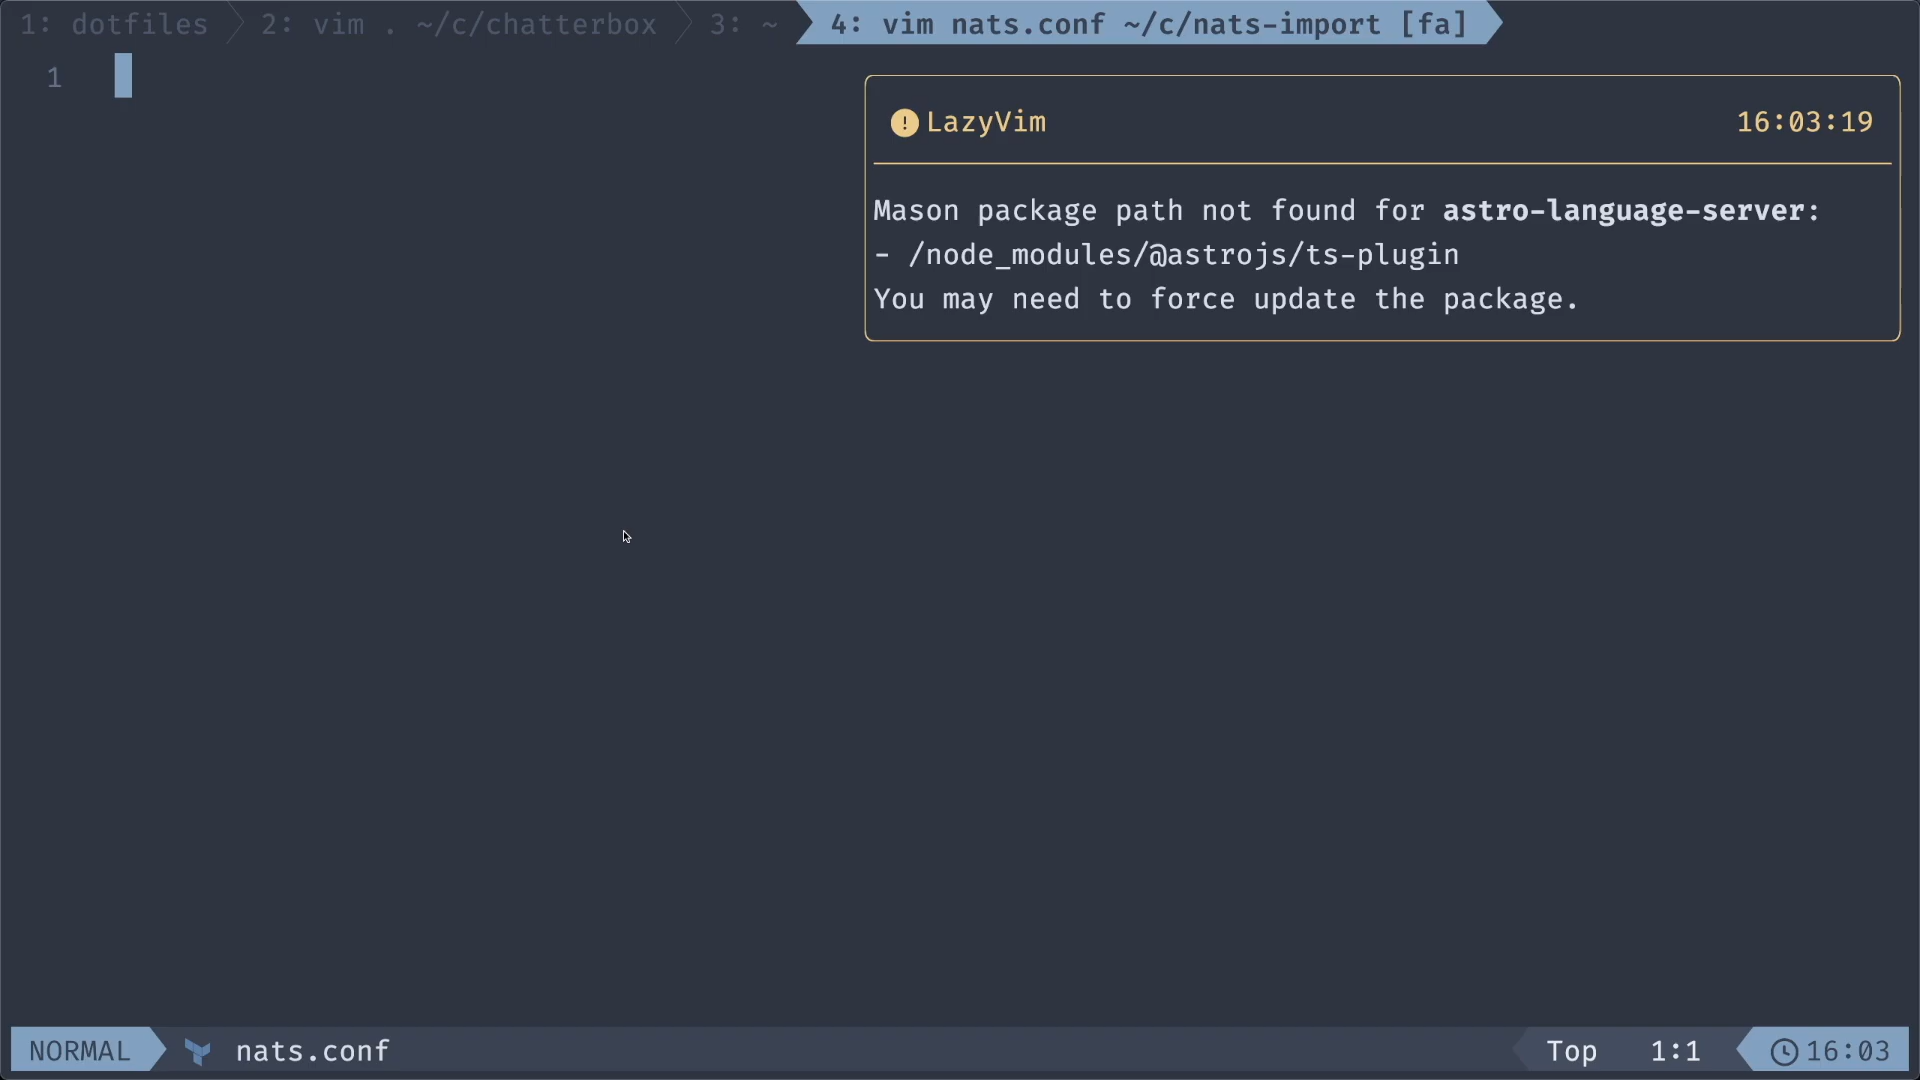 1: dotfiles 2: vim . ~/c/chatterbox 3: ~ 4: vim nats.conf ~/c/nats-import [fa]
1
! LazyVim 16:03:19
Mason package path not found for astro-language-server:
- /node_modules/@astrojs/ts-plugin
You may need to force update the package.
NORMAL nats.conf Top 1:1 16:03